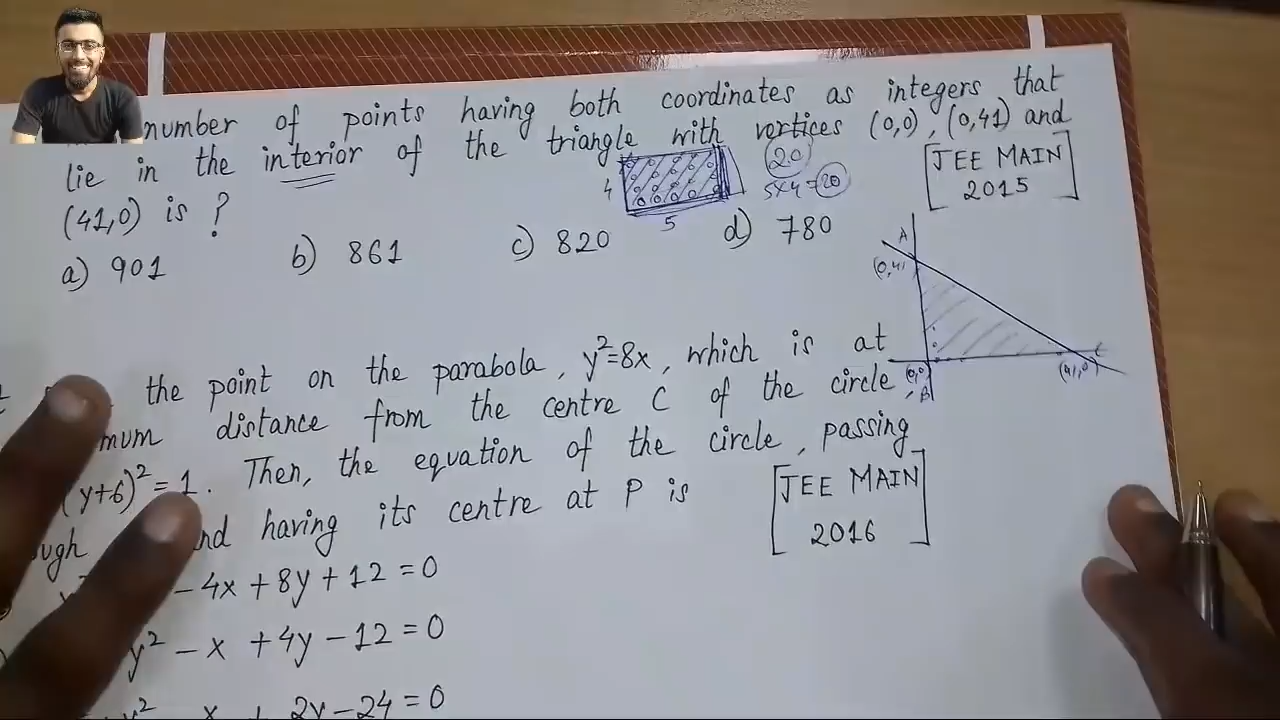 number of points having both coordinates as integers that
lie in the interior of the triangle with vertices (0,0), (0,41) and
(41,0) is ?
[JEE MAIN 2015]
4
5
20
5x4=20
a) 901 b) 861 c) 820 d) 780
A
(0,41
(0,0)
B
(41,0)
the point on the parabola, y²=8x, which is at
mum distance from the centre C of the circle,
(y+6)²=1. Then, the equation of the circle, passing
ugh nd having its centre at P is
[JEE MAIN 2016]
- 4x + 8y + 12 = 0
y² - x + 4y - 12 = 0
2y - 24 = 0